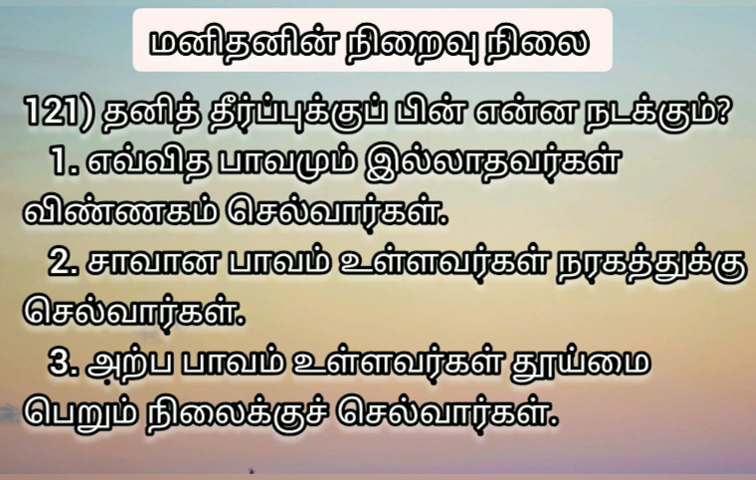 மனிதனின் நிறைவு நிலை
121) தனித் தீர்ப்புக்குப் பின் என்ன நடக்கும்?
1. எவ்வித பாவமும் இல்லாதவர்கள்
விண்ணகம் செல்வார்கள்.
2. சாவான பாவம் உள்ளவர்கள் நரகத்துக்கு
செல்வார்கள்.
3. அற்ப பாவம் உள்ளவர்கள் தூய்மை
பெறும் நிலைக்குச் செல்வார்கள்.